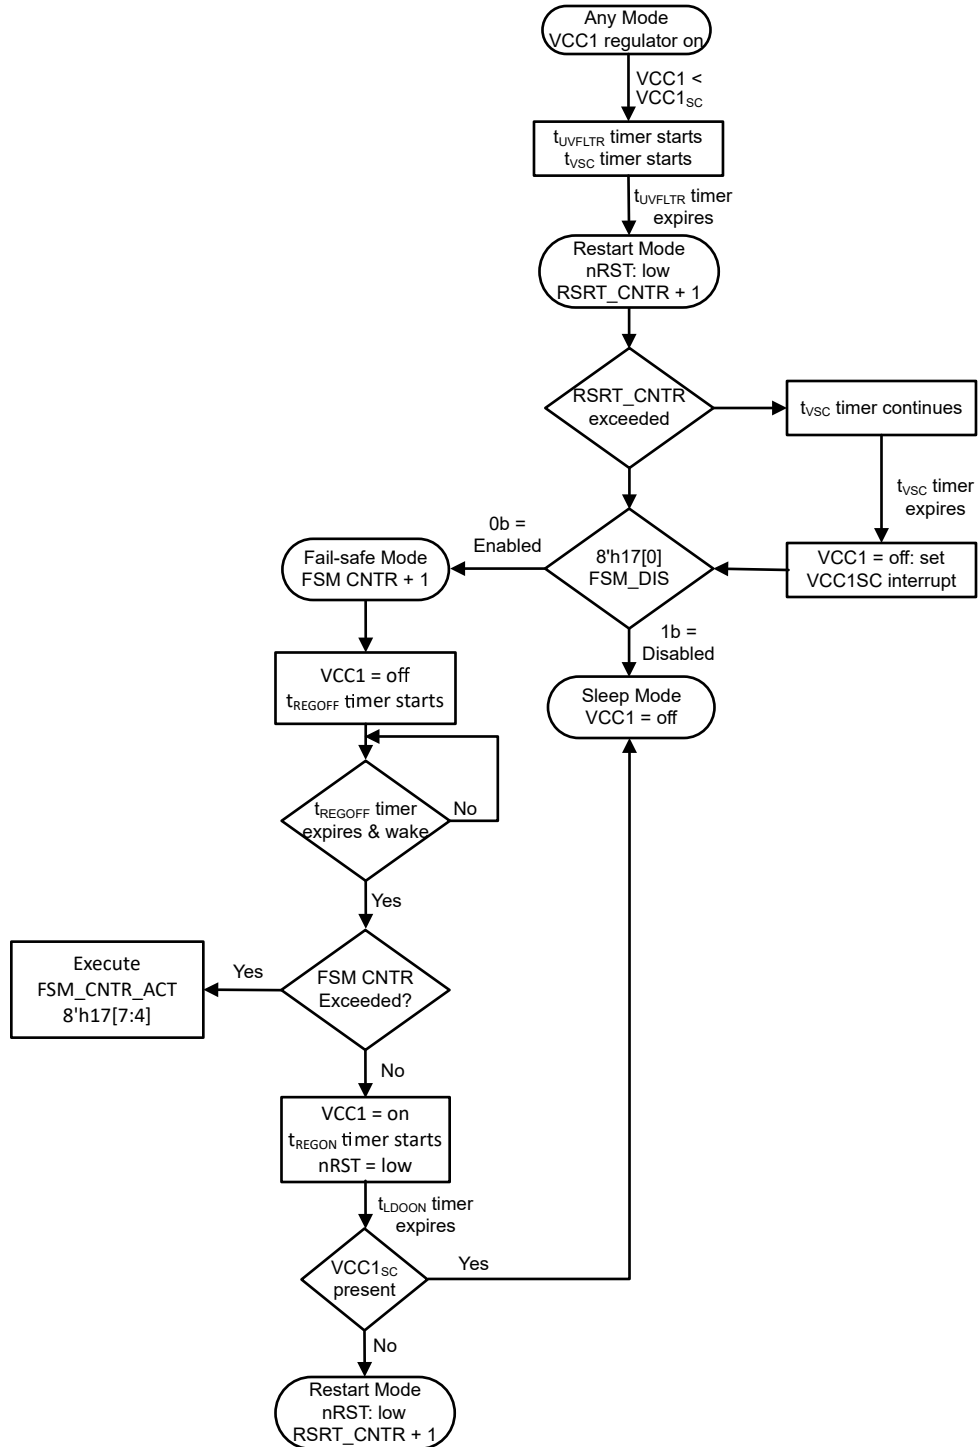 Any Mode
VCC1 regulator on
VCC1 <
VCC1SC
tUVFLTR timer starts
tVSC timer starts
tUVFLTR timer
expires
Restart Mode
nRST: low
RSRT_CNTR + 1
RSRT_CNTR
exceeded
tVSC timer continues
tVSC timer
expires
0b =
Enabled
8'h17[0]
FSM_DIS
VCC1 = off: set
VCC1SC interrupt
Fail-safe Mode
FSM CNTR + 1
1b =
Disabled
VCC1 = off
tREGOFF timer starts
Sleep Mode
VCC1 = off
tREGOFF timer
expires & wake
No
Yes
Execute
FSM_CNTR_ACT
8'h17[7:4]
Yes
FSM CNTR
Exceeded?
No
VCC1 = on
tREGON timer starts
nRST = low
tLDOON timer
expires
VCC1SC
present
Yes
No
Restart Mode
nRST: low
RSRT_CNTR + 1